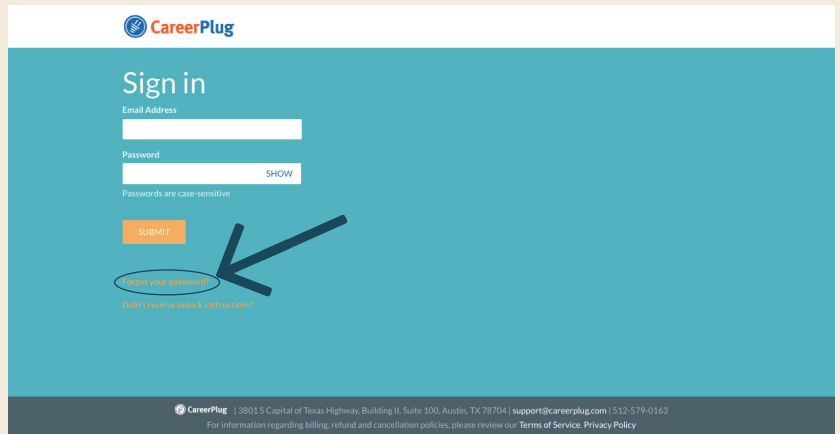 CareerPlug
Sign in
Email Address
Password
SHOW
Passwords are case-sensitive
SUBMIT
Forgot your password?
Didn't receive unlock instructions?
CareerPlug | 3801 S Capital of Texas Highway, Building II, Suite 100, Austin, TX 78704 | support@careerplug.com | 512-579-0163
For information regarding billing, refund and cancellation policies, please review our Terms of Service. Privacy Policy